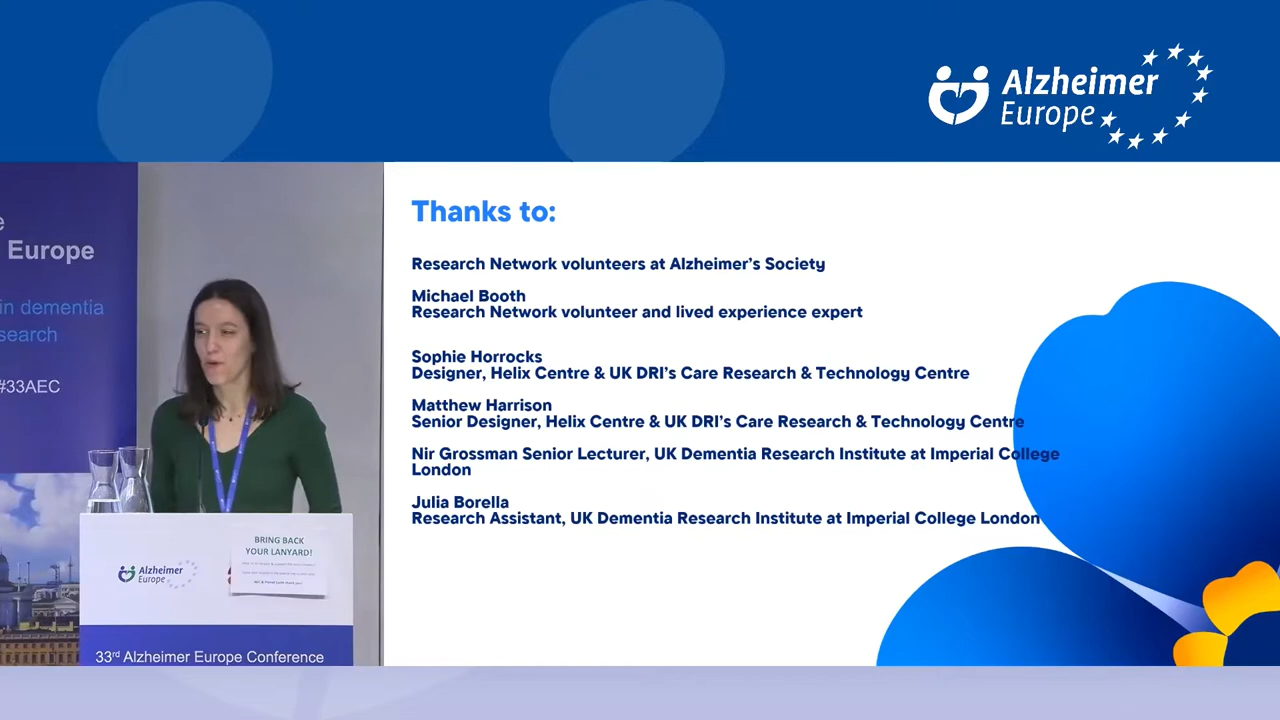 Alzheimer
Europe
e
Europe
in dementia
search
#33AEC
BRING BACK
YOUR LANYARD!
Alzheimer
Europe
33rd Alzheimer Europe Conference
Thanks to:
Research Network volunteers at Alzheimer's Society
Michael Booth
Research Network volunteer and lived experience expert
Sophie Horrocks
Designer, Helix Centre & UK DRI's Care Research & Technology Centre
Matthew Harrison
Senior Designer, Helix Centre & UK DRI's Care Research & Technology Centre
Nir Grossman Senior Lecturer, UK Dementia Research Institute at Imperial College
London
Julia Borella
Research Assistant, UK Dementia Research Institute at Imperial College London